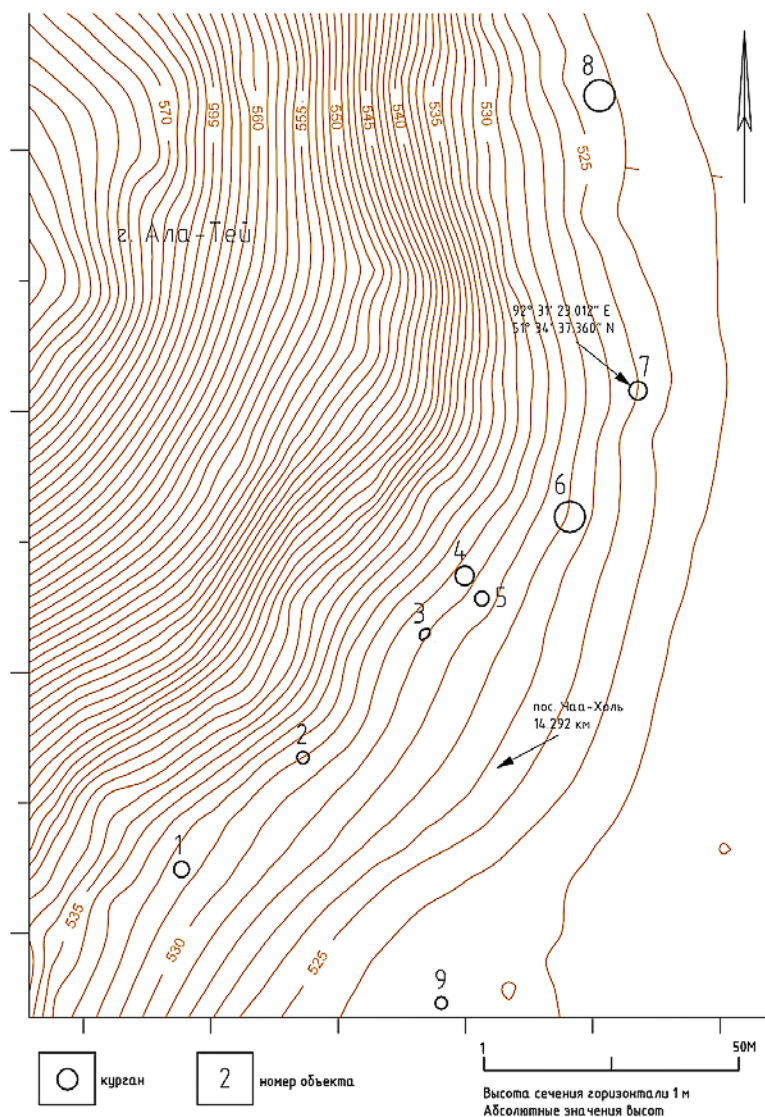 8
570
565
560
555
550
545
540
535
530
525
г. Ала-Тей
92° 31' 23.012" E
51° 34' 37.360" N
7
6
4
5
3
пос. Чаа-Холь
14.292 км
2
1
535
530
525
9
курган
2
номер объекта
1
50М
Высота сечения горизонтали 1 м
Абсолютные значения высот